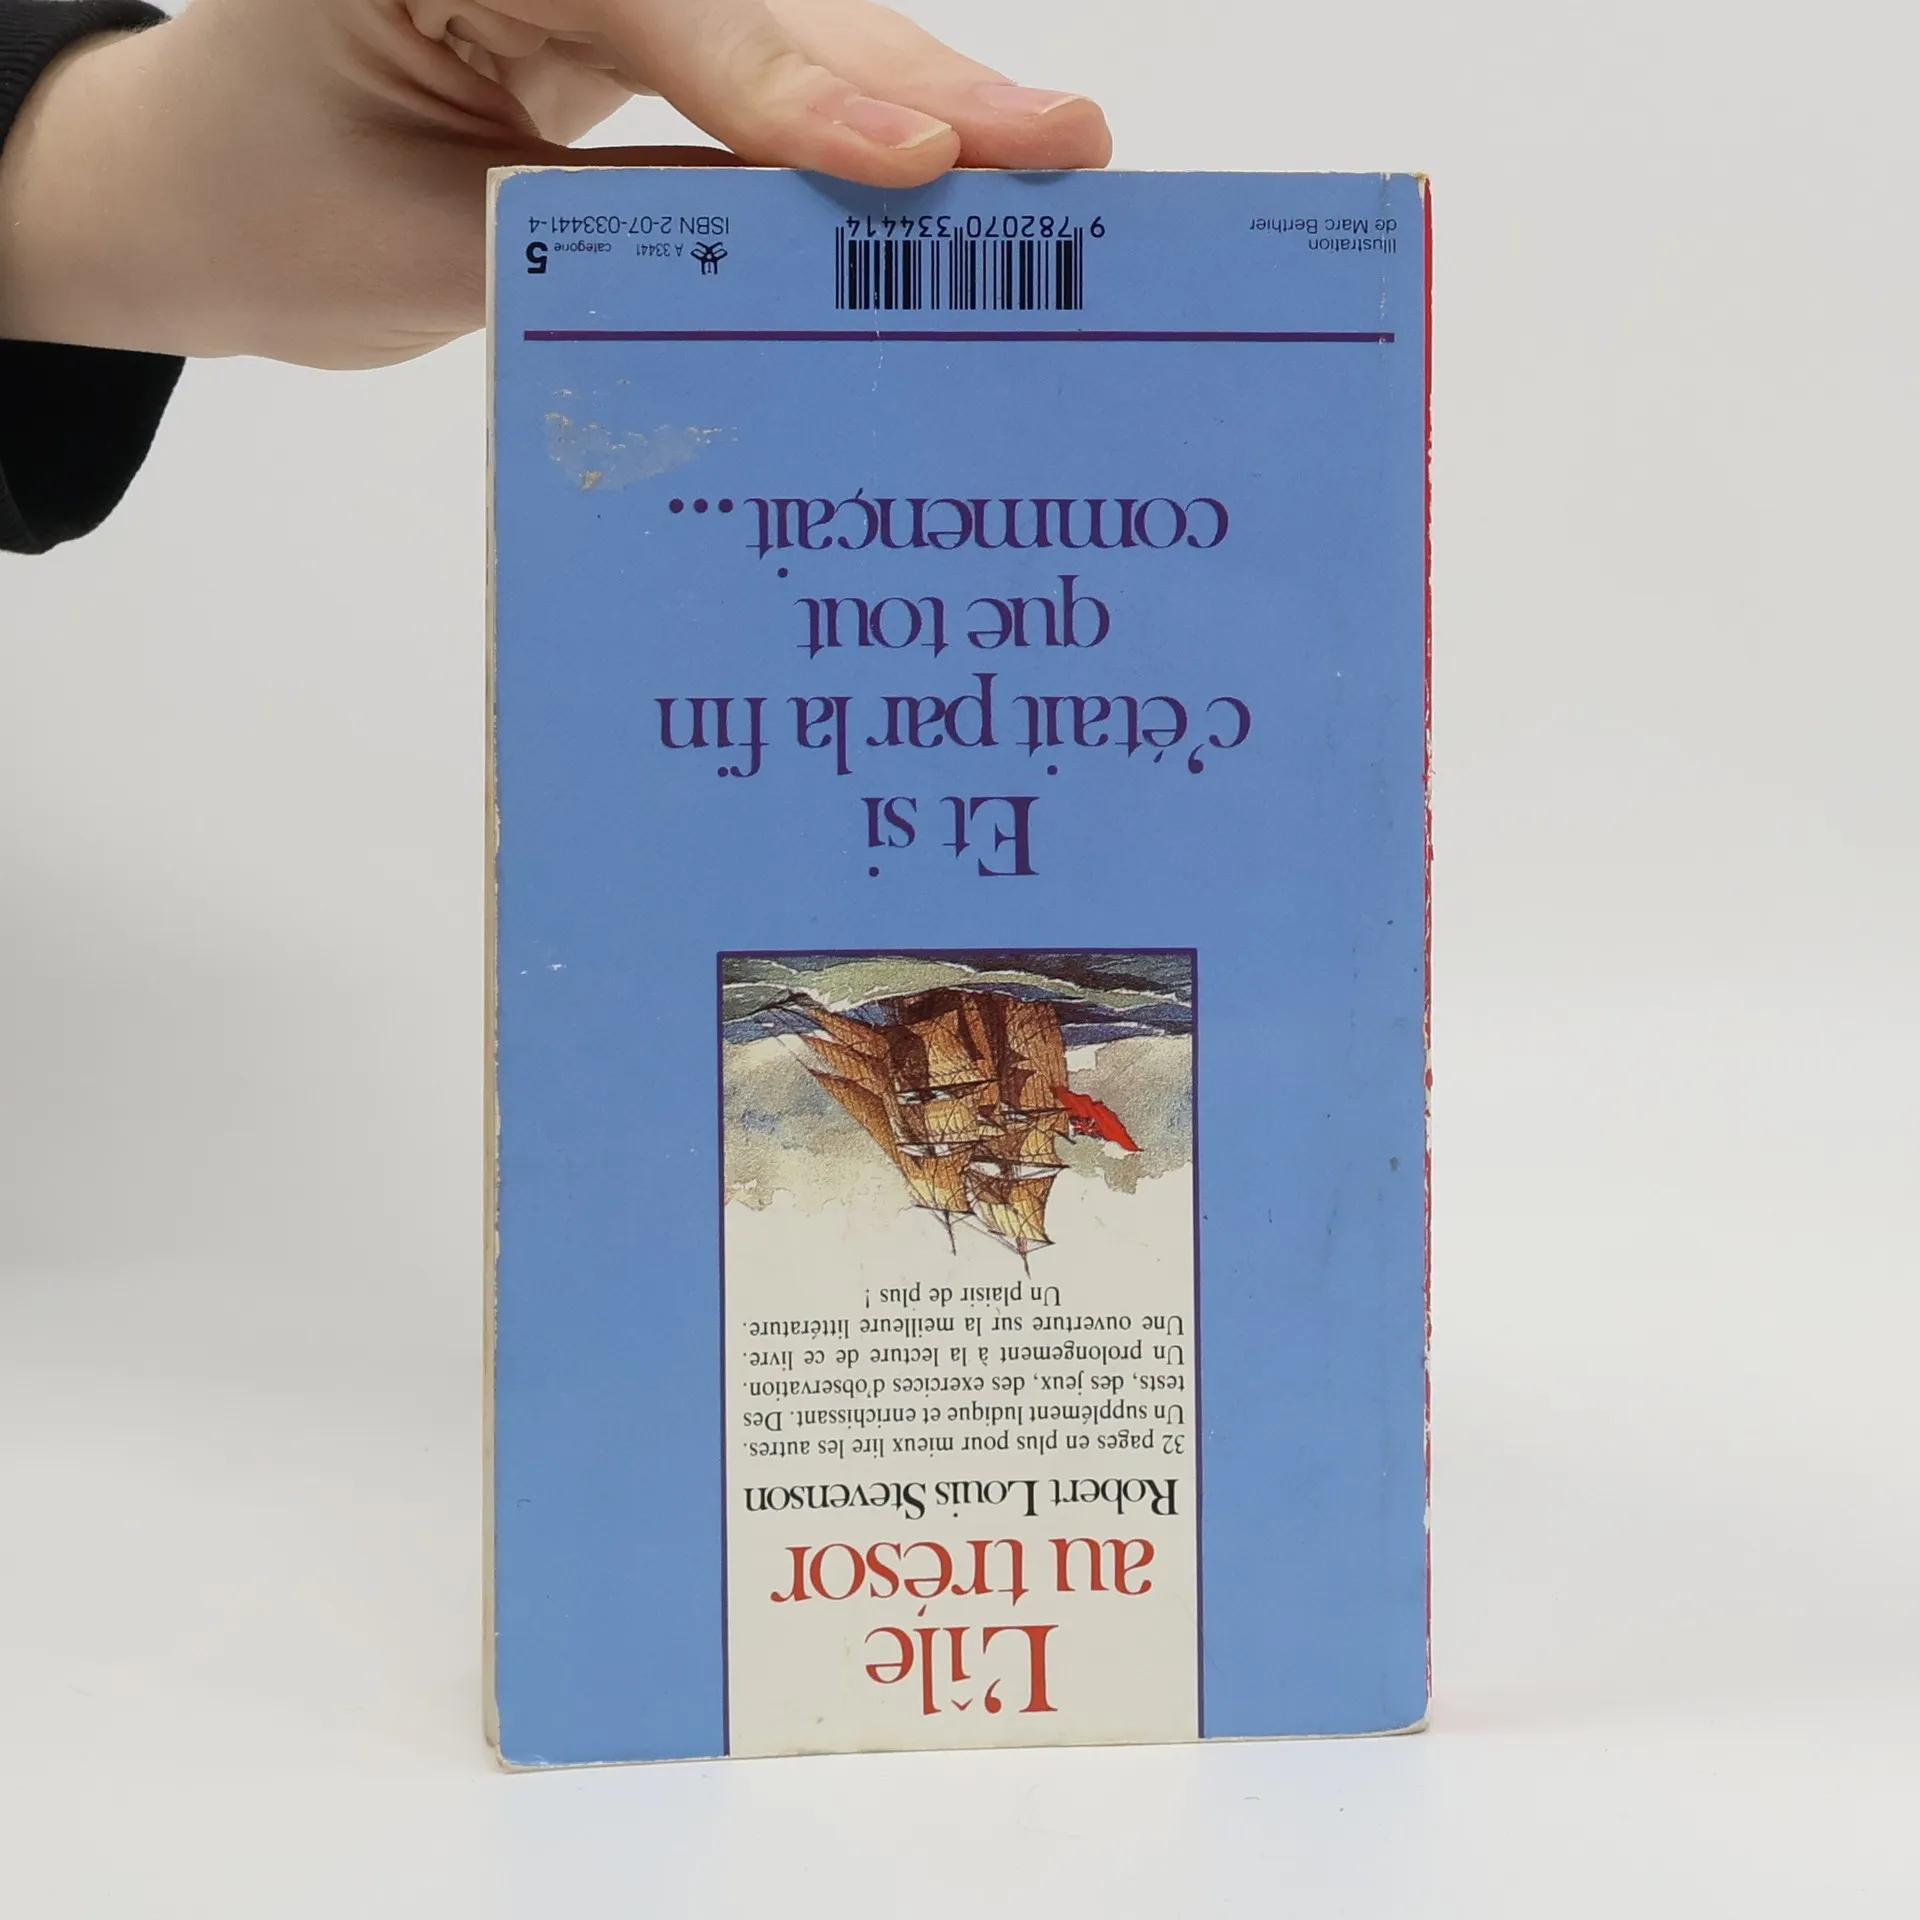 L'île
au trésor
Robert Louis Stevenson
32 pages en plus pour mieux lire les autres.
Un supplément ludique et enrichissant. Des
tests, des jeux, des exercices d'observation.
Un prolongement à la lecture de ce livre.
Une ouverture sur la meilleure littérature.
Un plaisir de plus !
Et si
c'était par la fin
que tout
commençait...
Illustration
de Marc Berthier
9 782070 334414
A 33441 catégorie 5
ISBN 2-07-033441-4